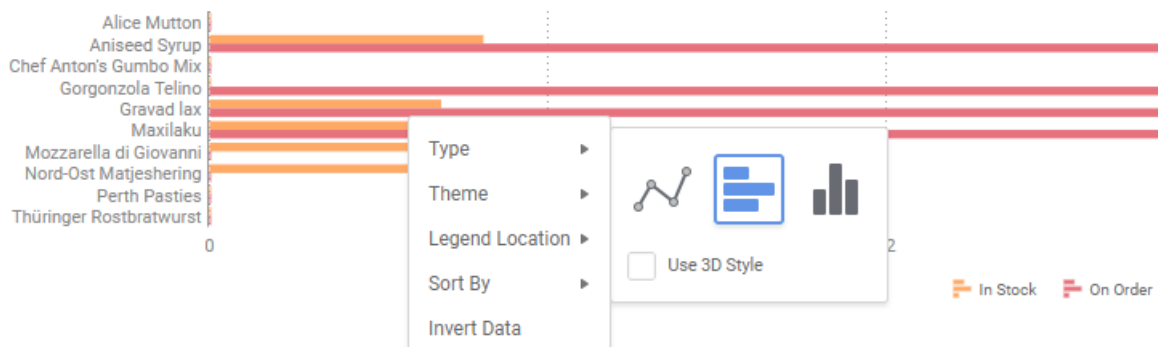 Alice Mutton
Aniseed Syrup
Chef Anton's Gumbo Mix
Gorgonzola Telino
Gravad lax
Maxilaku
Mozzarella di Giovanni
Nord-Ost Matjeshering
Perth Pasties
Thüringer Rostbratwurst
0
2
Type
Theme
Legend Location
Sort By
Invert Data
Use 3D Style
In Stock
On Order